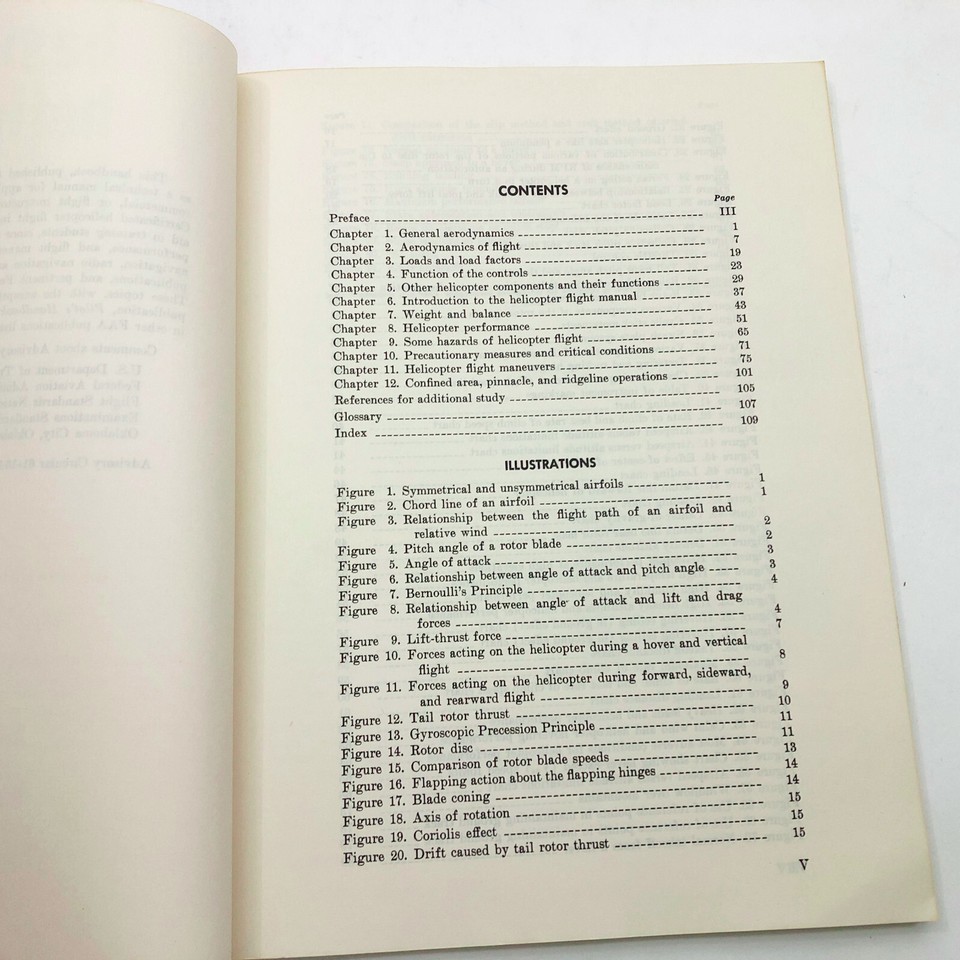 CONTENTS
Page
Preface III
Chapter 1. General aerodynamics 1
Chapter 2. Aerodynamics of flight 7
Chapter 3. Loads and load factors 19
Chapter 4. Function of the controls 23
Chapter 5. Other helicopter components and their functions 29
Chapter 6. Introduction to the helicopter flight manual 37
Chapter 7. Weight and balance 43
Chapter 8. Helicopter performance 51
Chapter 9. Some hazards of helicopter flight 65
Chapter 10. Precautionary measures and critical conditions 71
Chapter 11. Helicopter flight maneuvers 75
Chapter 12. Confined area, pinnacle, and ridgeline operations 101
References for additional study 105
Glossary 107
Index 109
ILLUSTRATIONS
Figure 1. Symmetrical and unsymmetrical airfoils 1
Figure 2. Chord line of an airfoil 1
Figure 3. Relationship between the flight path of an airfoil and
relative wind 2
Figure 4. Pitch angle of a rotor blade 2
Figure 5. Angle of attack 3
Figure 6. Relationship between angle of attack and pitch angle 3
Figure 7. Bernoulli's Principle 4
Figure 8. Relationship between angle of attack and lift and drag
forces 4
Figure 9. Lift-thrust force 7
Figure 10. Forces acting on the helicopter during a hover and vertical
flight 8
Figure 11. Forces acting on the helicopter during forward, sideward,
and rearward flight 9
Figure 12. Tail rotor thrust 10
Figure 13. Gyroscopic Precession Principle 11
Figure 14. Rotor disc 11
Figure 15. Comparison of rotor blade speeds 13
Figure 16. Flapping action about the flapping hinges 14
Figure 17. Blade coning 14
Figure 18. Axis of rotation 15
Figure 19. Coriolis effect 15
Figure 20. Drift caused by tail rotor thrust 15
V